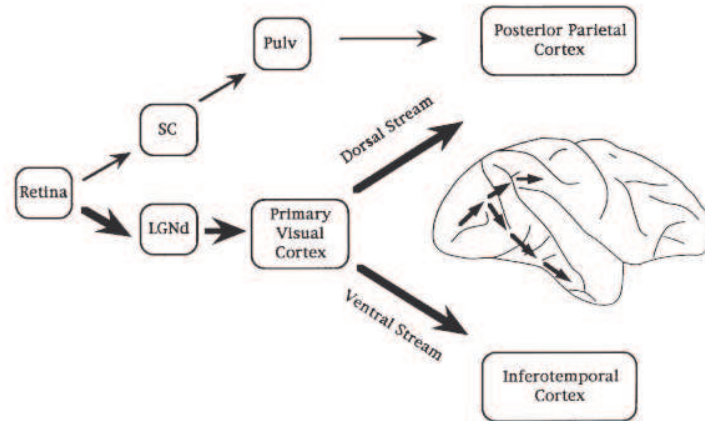 Pulv
Posterior Parietal
Cortex
SC
Dorsal Stream
Retina
LGNd
Primary
Visual
Cortex
Ventral Stream
Inferotemporal
Cortex